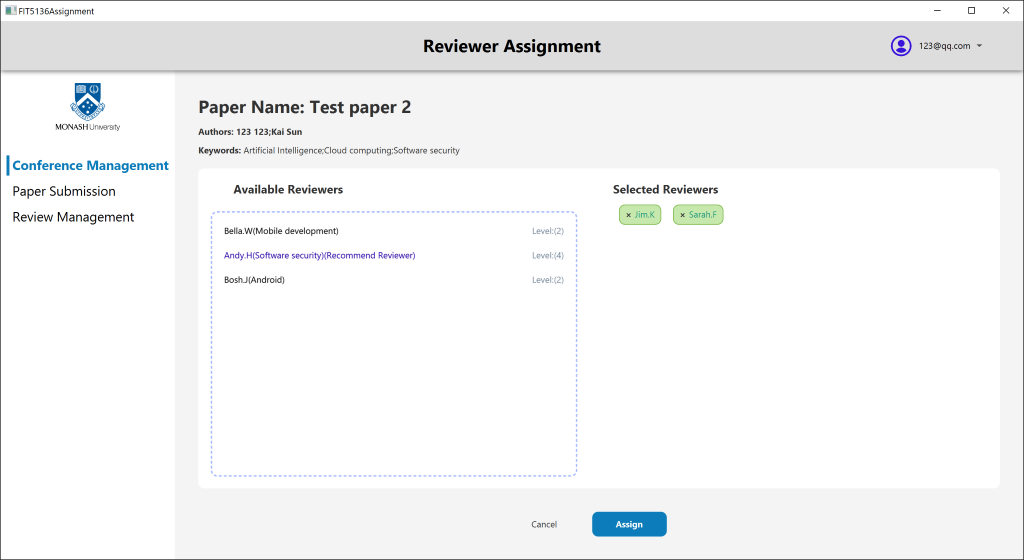 FIT5136Assignment
Reviewer Assignment
123@qq.com
MONASH University
Conference Management
Paper Submission
Review Management
Paper Name: Test paper 2
Authors: 123 123;Kai Sun
Keywords: Artificial Intelligence;Cloud computing;Software security
Available Reviewers
Bella.W(Mobile development) Level:(2)
Andy.H(Software security)(Recommend Reviewer) Level:(4)
Bosh.J(Android) Level:(2)
Selected Reviewers
× Jim.K × Sarah.F
Cancel Assign